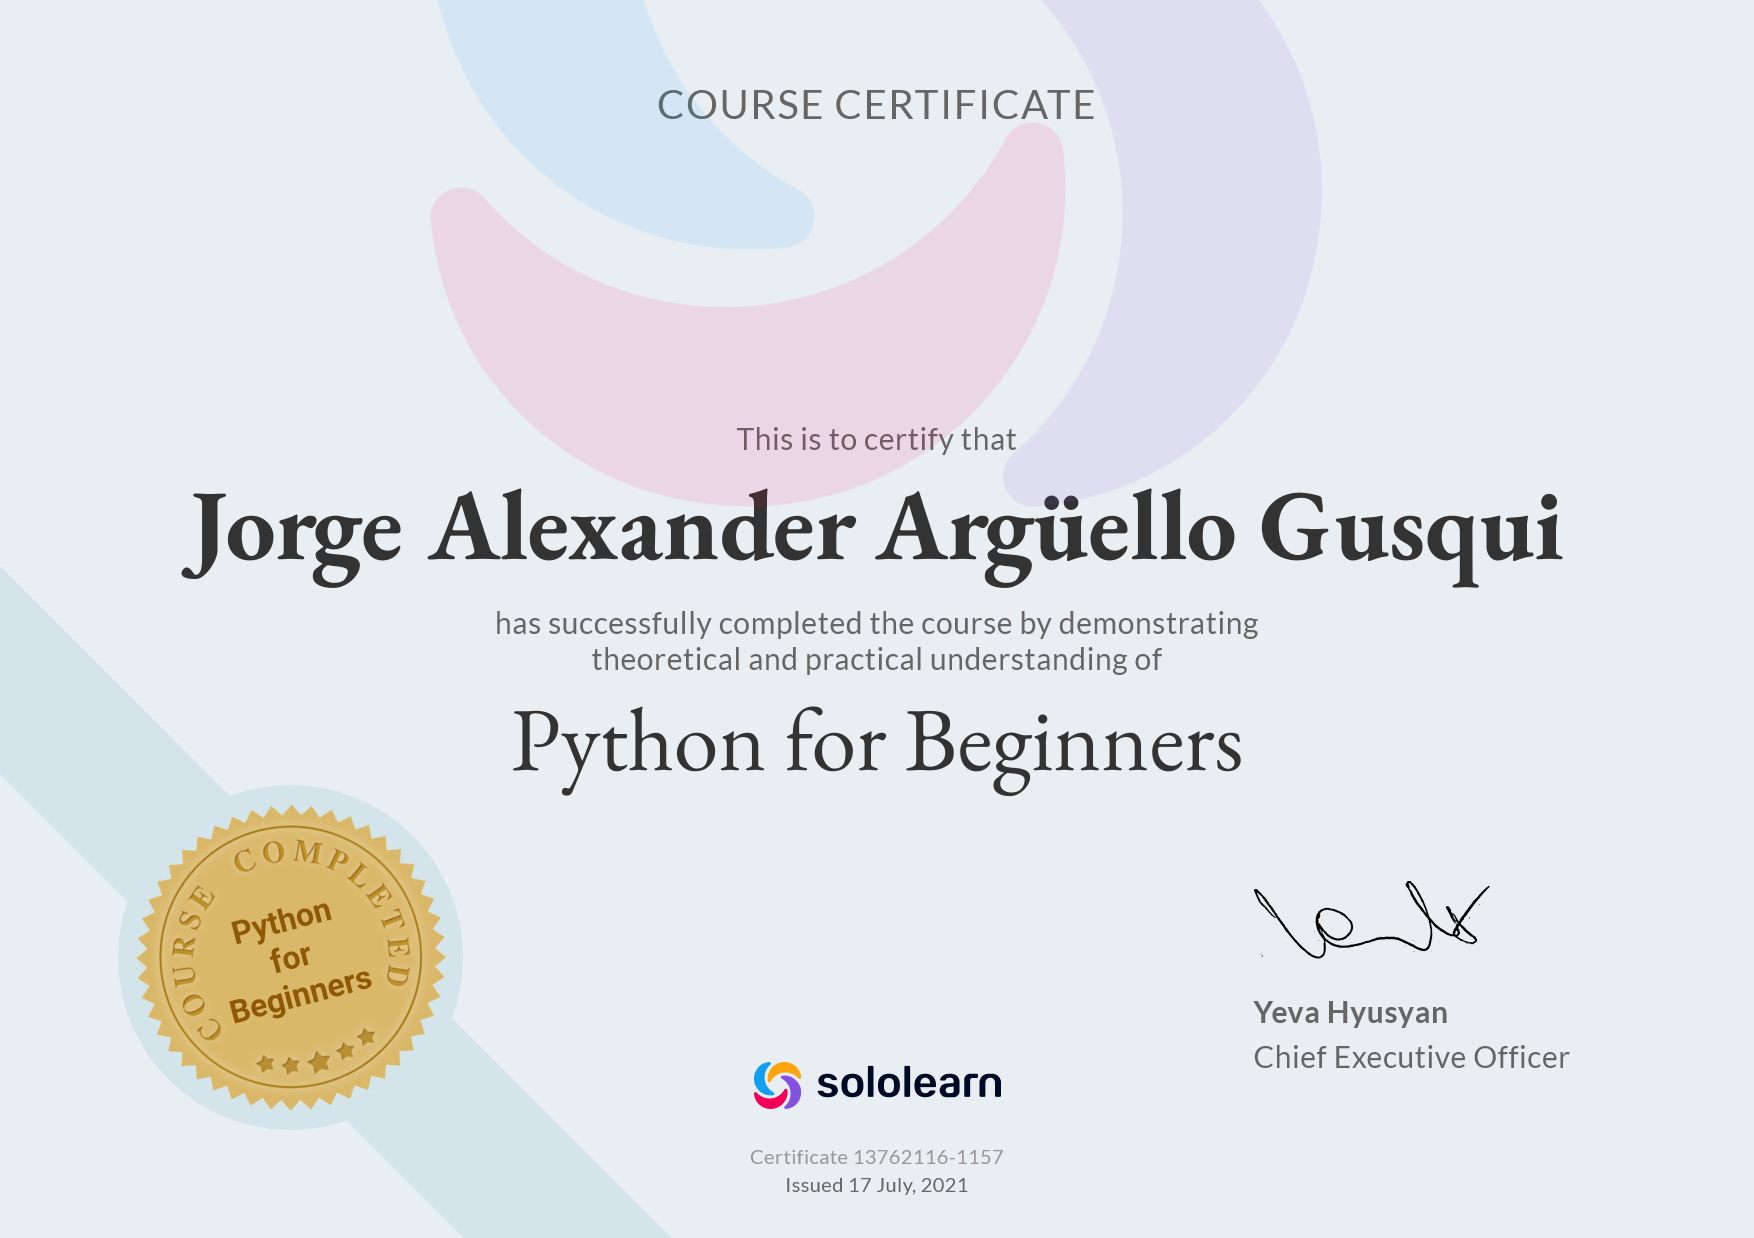 COURSE CERTIFICATE
This is to certify that
Jorge Alexander Argüello Gusqui
has successfully completed the course by demonstrating
theoretical and practical understanding of
Python for Beginners
COURSE COMPLETED
Python
for
Beginners
Yeva Hyusyan
Chief Executive Officer
sololearn
Certificate 13762116-1157
Issued 17 July, 2021